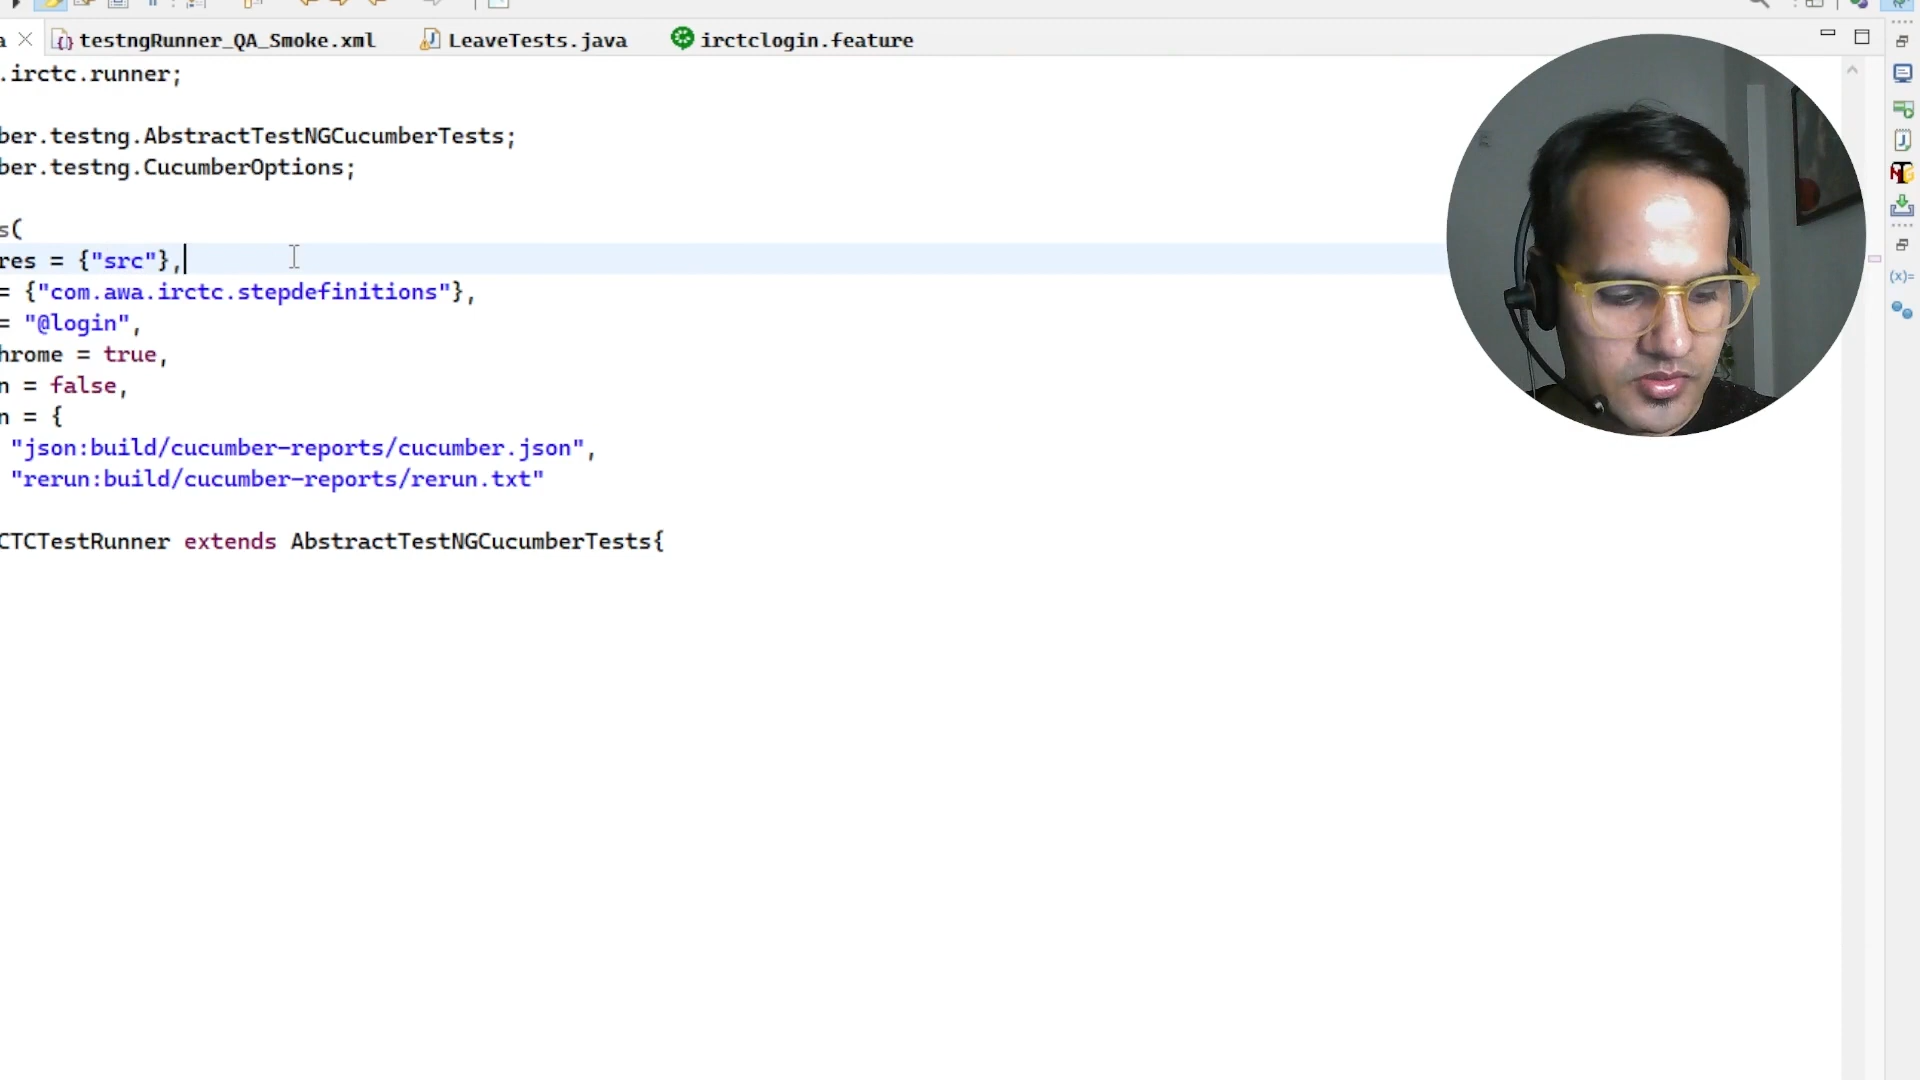 a testngRunner_QA_Smoke.xml LeaveTests.java irctclogin.feature
.irctc.runner;
ber.testng.AbstractTestNGCucumberTests;
ber.testng.CucumberOptions;
s(
res = {"src"},
= {"com.awa.irctc.stepdefinitions"},
= "@login",
hrome = true,
n = false,
n = {
"json:build/cucumber-reports/cucumber.json",
"rerun:build/cucumber-reports/rerun.txt"
CTCTestRunner extends AbstractTestNGCucumberTests{